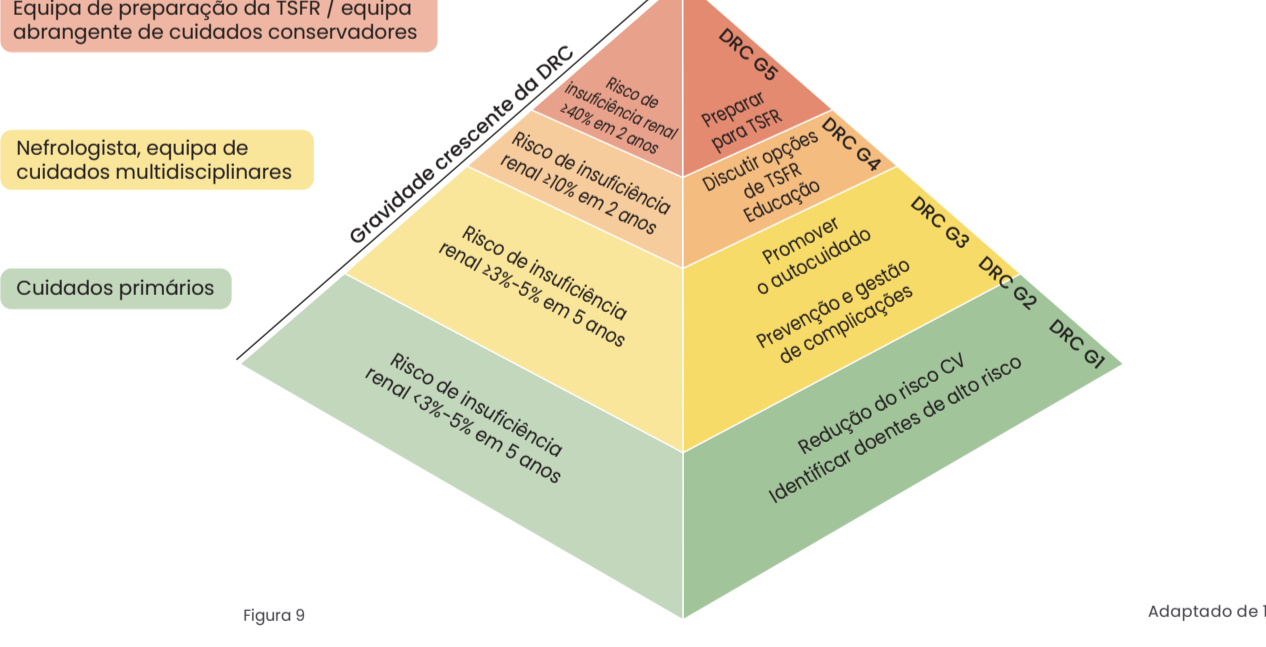 Equipa de preparação da TSFR / equipa
abrangente de cuidados conservadores
Nefrologista, equipa de
cuidados multidisciplinares
Cuidados primários
Gravidade crescente da DRC
Risco de
insuficiência renal
≥40% em 2 anos
Risco de insuficiência
renal ≥10% em 2 anos
Risco de insuficiência
renal ≥3%-5% em 5 anos
Risco de insuficiência
renal <3%-5% em 5 anos
DRC G5
Preparar
para TSFR
DRC G4
Discutir opções
de TSFR
Educação
DRC G3
Promover
o autocuidado
Prevenção e gestão
de complicações
DRC G2
DRC G1
Redução do risco CV
Identificar doentes de alto risco
Figura 9
Adaptado de 1